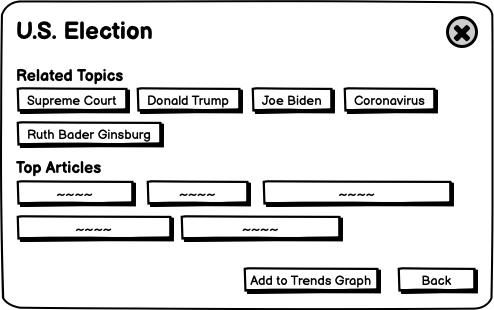 U.S. Election
Related Topics
Supreme Court Donald Trump Joe Biden Coronavirus
Ruth Bader Ginsburg
Top Articles
~~~~ ~~~~ ~~~~
~~~~ ~~~~
Add to Trends Graph Back